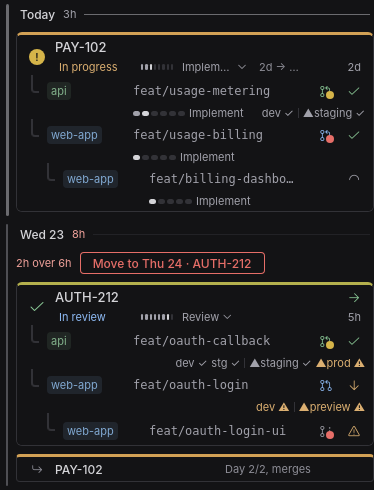 Today 3h
PAY-102
In progress Implem... 2d → ... 2d
api feat/usage-metering
Implement dev ✓ ▲staging ✓
web-app feat/usage-billing
Implement
web-app feat/billing-dashbo…
Implement
Wed 23 8h
2h over 6h Move to Thu 24 · AUTH-212
AUTH-212
In review Review 5h
api feat/oauth-callback
dev ✓ stg ✓ ▲staging ✓ ▲prod ⚠
web-app feat/oauth-login
dev ⚠ ▲preview ⚠
web-app feat/oauth-login-ui
PAY-102 Day 2/2, merges